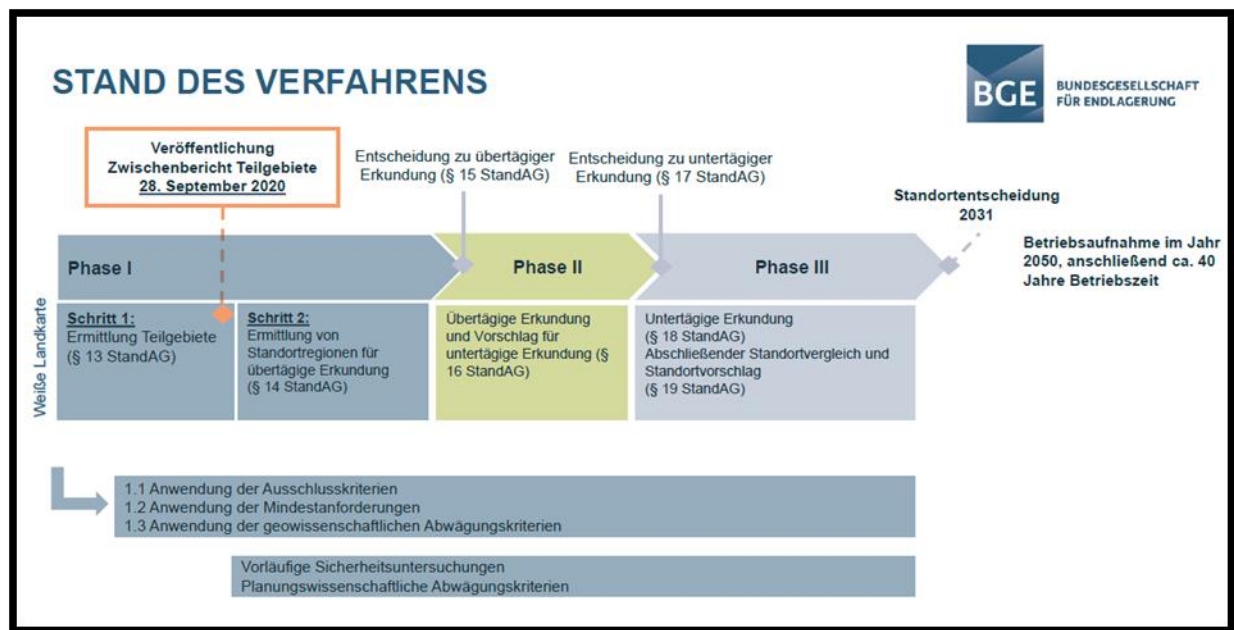 STAND DES VERFAHRENS
BGE
BUNDESGESELLSCHAFT
FÜR ENDLAGERUNG
Veröffentlichung
Zwischenbericht Teilgebiete
28. September 2020
Entscheidung zu übertägiger
Erkundung (§ 15 StandAG)
Entscheidung zu untertägiger
Erkundung (§ 17 StandAG)
Standortentscheidung
2031
Betriebsaufnahme im Jahr
2050, anschließend ca. 40
Jahre Betriebszeit
Phase I
Phase II
Phase III
Weiße Landkarte
Schritt 1:
Ermittlung Teilgebiete
(§ 13 StandAG)
Schritt 2:
Ermittlung von
Standortregionen für
übertägige Erkundung
(§ 14 StandAG)
Übertägige Erkundung
und Vorschlag für
untertägige Erkundung (§
16 StandAG)
Untertägige Erkundung
(§ 18 StandAG)
Abschließender Standortvergleich und
Standortvorschlag
(§ 19 StandAG)
1.1 Anwendung der Ausschlusskriterien
1.2 Anwendung der Mindestanforderungen
1.3 Anwendung der geowissenschaftlichen Abwägungskriterien
Vorläufige Sicherheitsuntersuchungen
Planungswissenschaftliche Abwägungskriterien